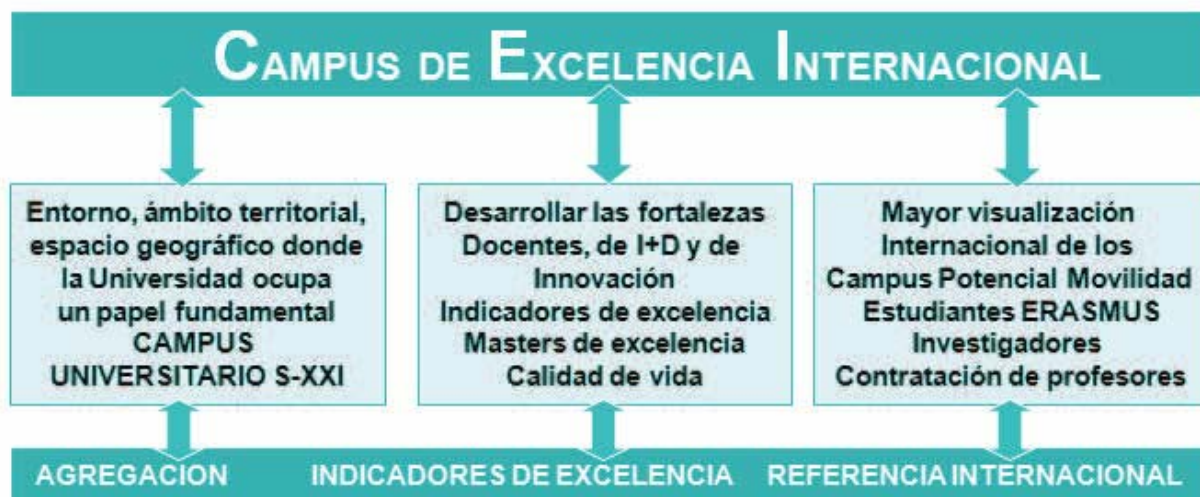 CAMPUS DE EXCELENCIA INTERNACIONAL
Entorno, ámbito territorial,
espacio geográfico donde
la Universidad ocupa
un papel fundamental
CAMPUS
UNIVERSITARIO S-XXI
Desarrollar las fortalezas
Docentes, de I+D y de
Innovación
Indicadores de excelencia
Masters de excelencia
Calidad de vida
Mayor visualización
Internacional de los
Campus Potencial Movilidad
Estudiantes ERASMUS
Investigadores
Contratación de profesores
AGREGACION
INDICADORES DE EXCELENCIA
REFERENCIA INTERNACIONAL